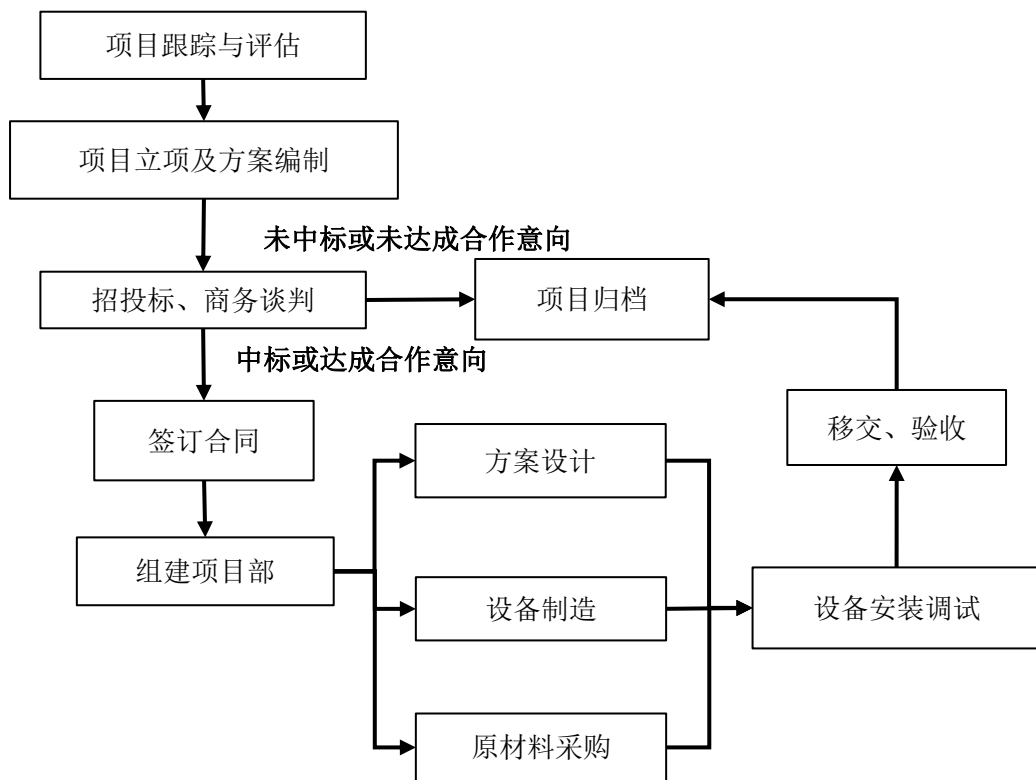 项目跟踪与评估
项目立项及方案编制
未中标或未达成合作意向
招投标、商务谈判
项目归档
中标或达成合作意向
签订合同
方案设计
移交、验收
组建项目部
设备制造
设备安装调试
原材料采购